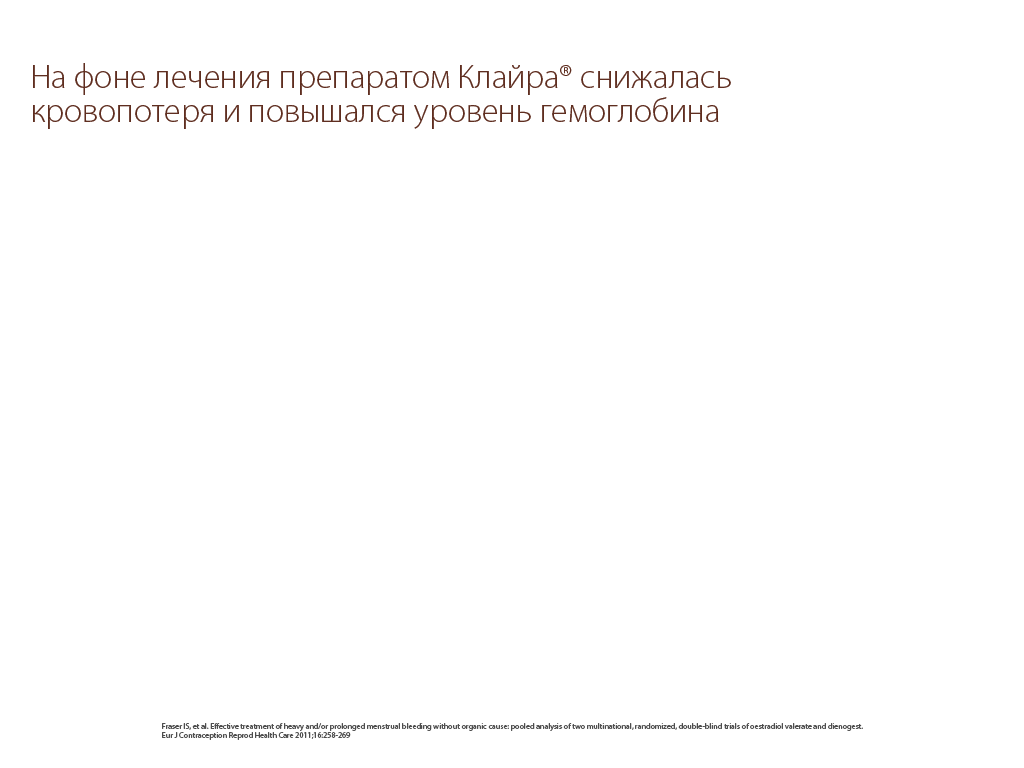 На фоне лечения препаратом Клайра® снижалась
кровопотеря и повышался уровень гемоглобина
Fraser IS, et al. Effective treatment of heavy and/or prolonged menstrual bleeding without organic cause: pooled analysis of two multinational, randomized, double-blind trials of oestradiol valerate and dienogest.
Eur J Contraception Reprod Health Care 2011;16:258-269